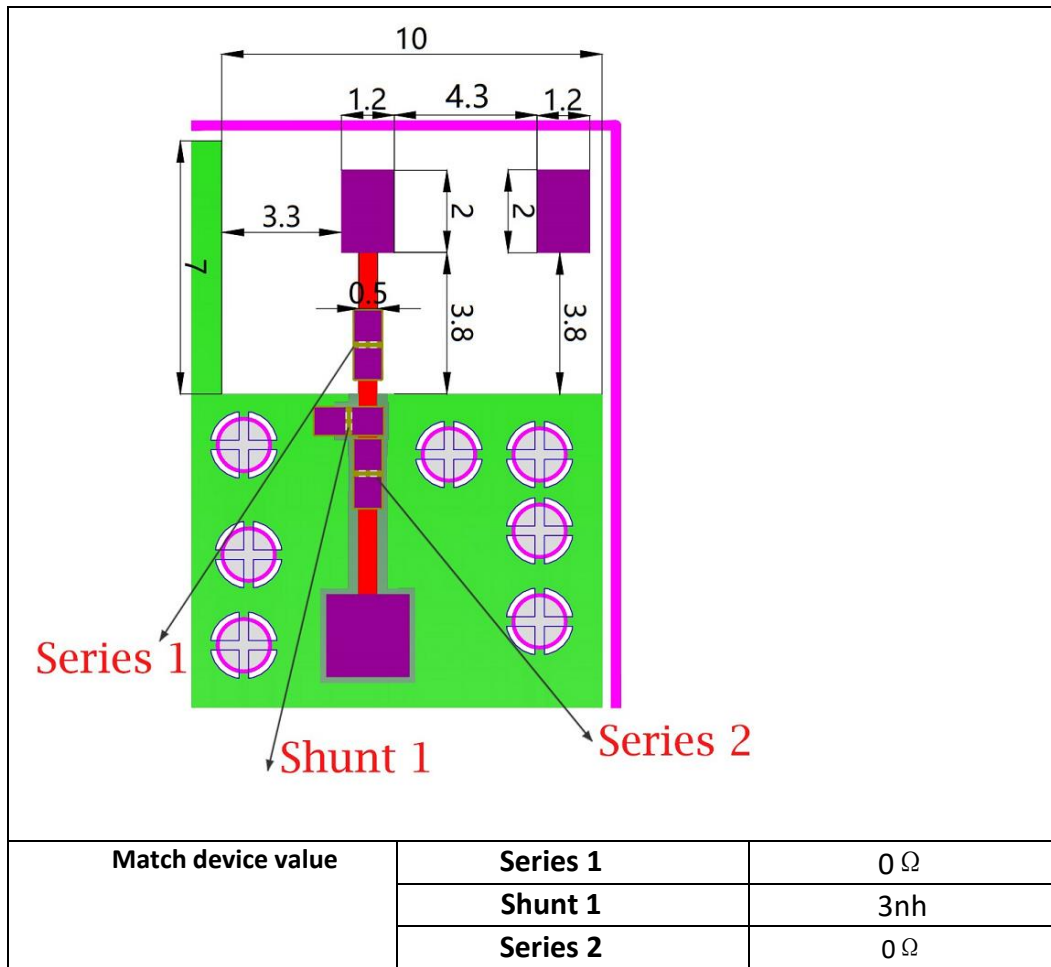 10
1.2 4.3 1.2
3.3 2 2
7
0.5 3.8 3.8
Series 1
Series 2
Shunt 1
Match device value Series 1 0Ω
Shunt 1 3nh
Series 2 0Ω